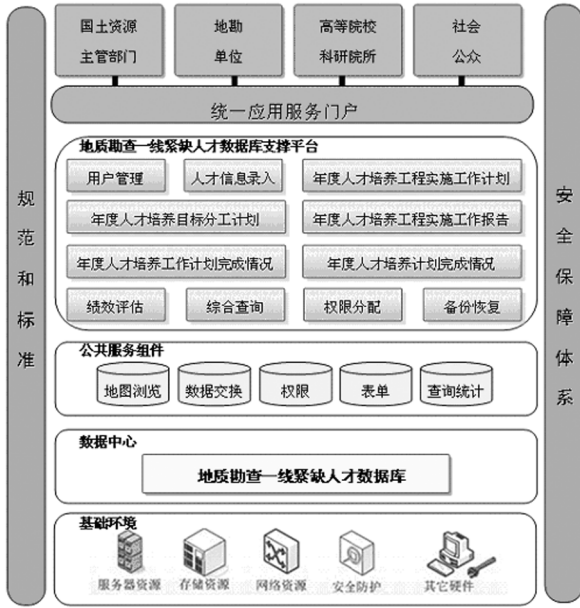 国土资源 地勘 高等院校 社会
主管部门 单位 科研院所 公众
统一应用服务门户
地质勘查一线紧缺人才数据库支撑平台
用户管理 人才信息录入 年度人才培养工程实施工作计划
年度人才培养目标分工计划 年度人才培养工程实施工作报告
年度人才培养工作计划完成情况 年度人才培养计划完成情况
绩效评估 综合查询 权限分配 备份恢复
公共服务组件
地图浏览 数据交换 权限 表单 查询统计
数据中心
地质勘查一线紧缺人才数据库
基础环境
服务器资源 存储资源 网络资源 安全防护 其它硬件
规范和标准
安全保障体系